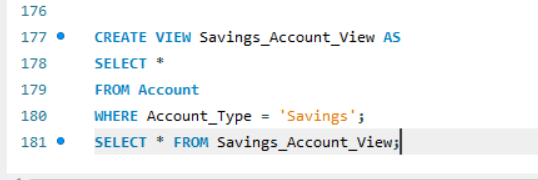 176
177 CREATE VIEW Savings_Account_View AS
178 SELECT *
179 FROM Account
180 WHERE Account_Type = 'Savings';
181 SELECT * FROM Savings_Account_View;